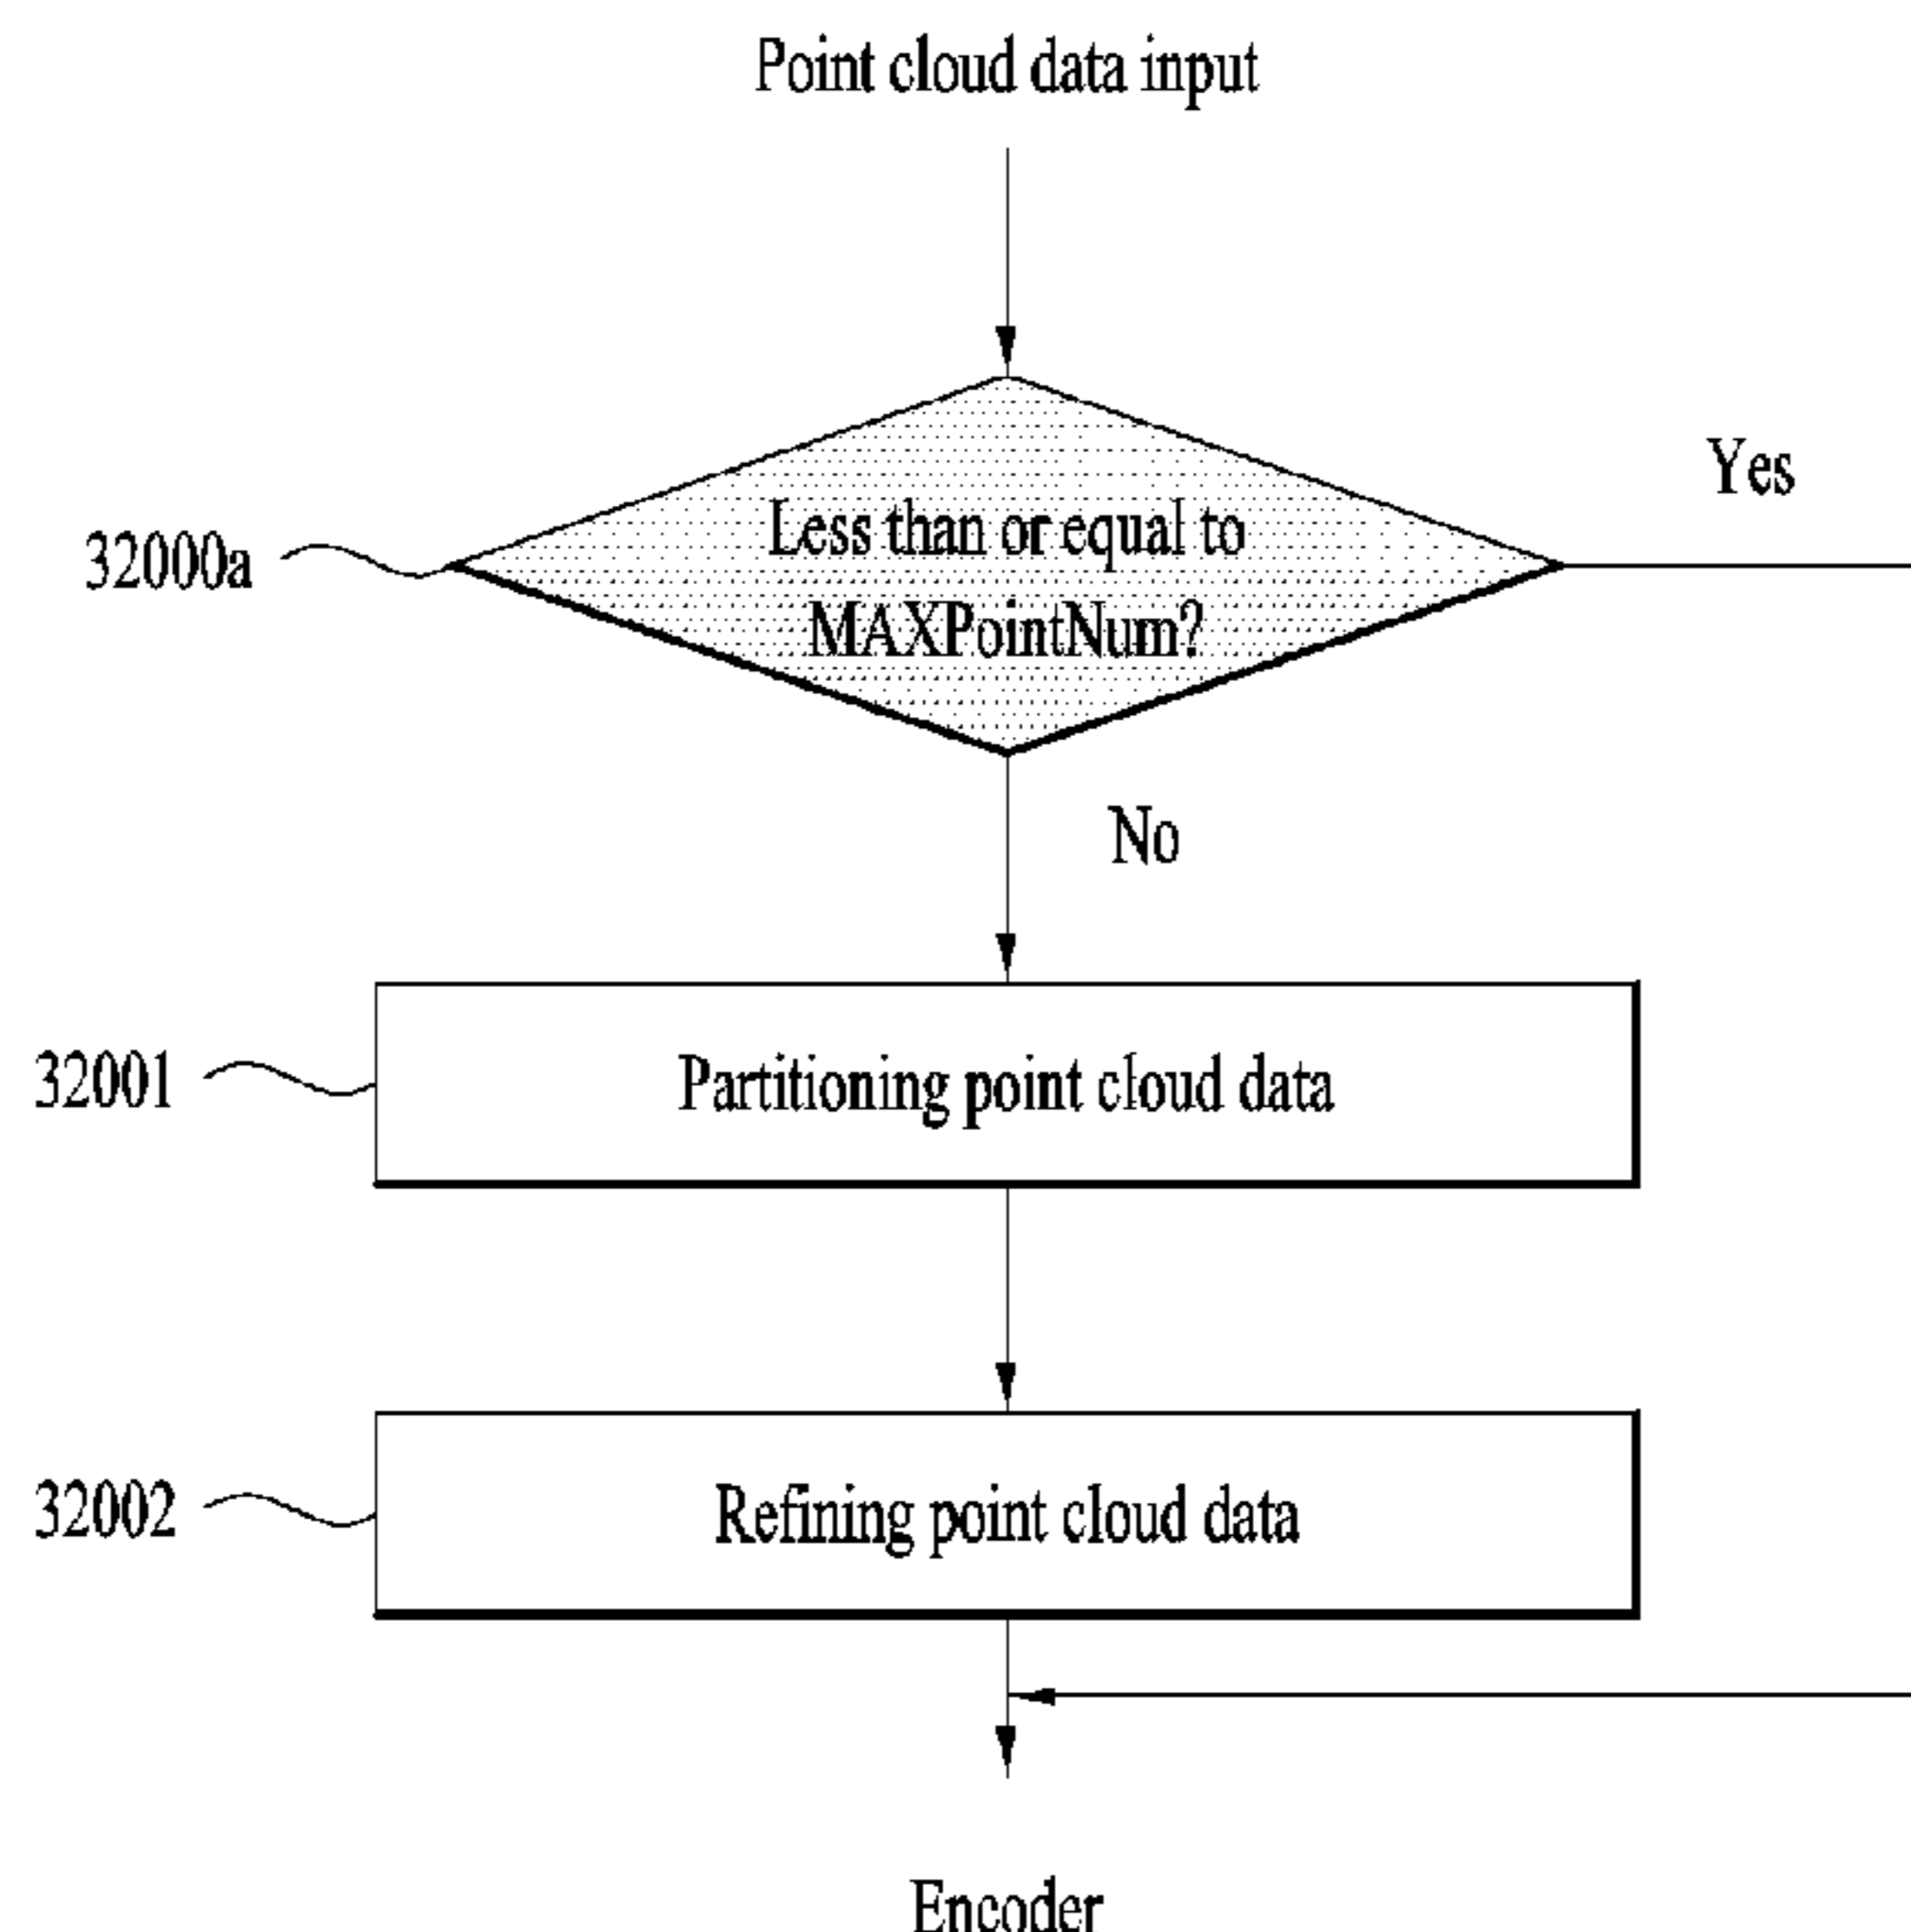 Point cloud data input
Yes
32000a
Less than or equal to
MAXPointNum?
No
32001
Partitioning point cloud data
32002
Refining point cloud data
Encoder